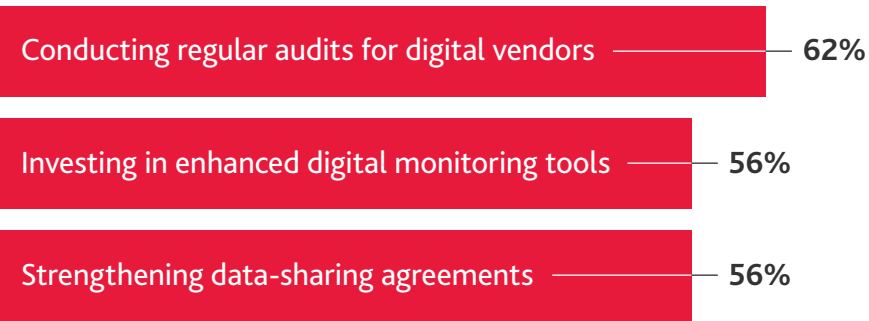 Conducting regular audits for digital vendors 62%
Investing in enhanced digital monitoring tools 56%
Strengthening data-sharing agreements 56%